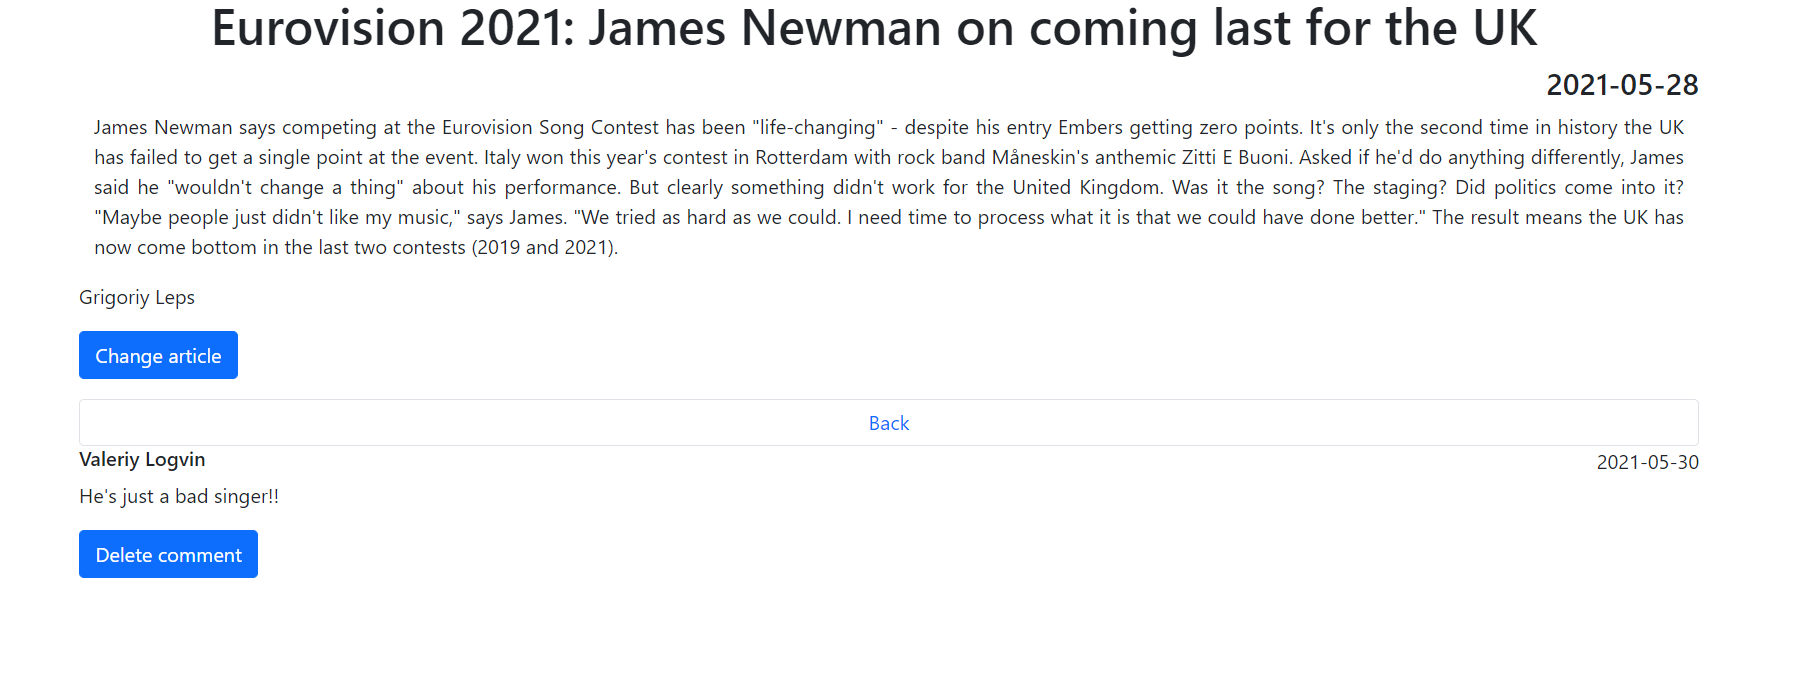 Eurovision 2021: James Newman on coming last for the UK
2021-05-28
James Newman says competing at the Eurovision Song Contest has been "life-changing" - despite his entry Embers getting zero points. It's only the second time in history the UK
has failed to get a single point at the event. Italy won this year's contest in Rotterdam with rock band Måneskin's anthemic Zitti E Buoni. Asked if he'd do anything differently, James
said he "wouldn't change a thing" about his performance. But clearly something didn't work for the United Kingdom. Was it the song? The staging? Did politics come into it?
"Maybe people just didn't like my music," says James. "We tried as hard as we could. I need time to process what it is that we could have done better." The result means the UK has
now come bottom in the last two contests (2019 and 2021).
Grigoriy Leps
Change article
Back
Valeriy Logvin
2021-05-30
He's just a bad singer!!
Delete comment